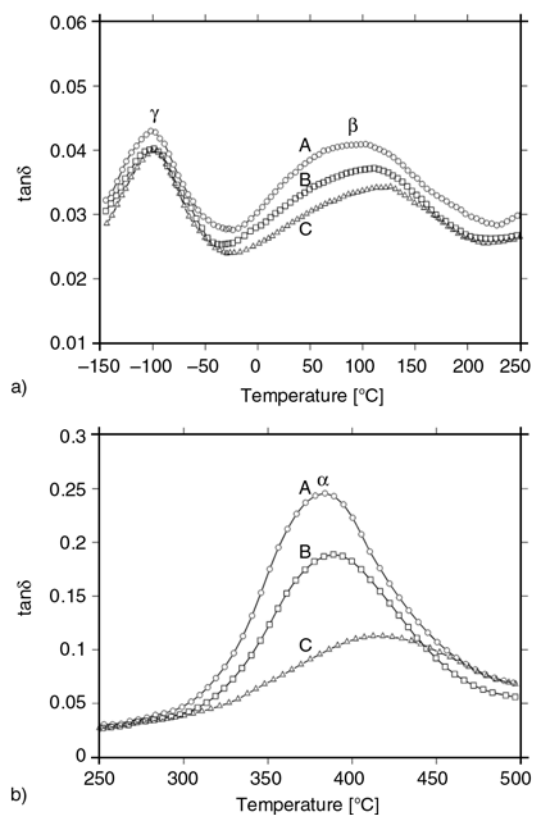 0.06
0.05
0.04
0.03
0.02
0.01
tanδ
γ
β
A
B
C
–150 –100 –50 0 50 100 150 200 250
Temperature [°C]
a)
0.3
0.25
0.2
0.15
0.1
0.05
0
tanδ
α
A
B
C
250 300 350 400 450 500
Temperature [°C]
b)